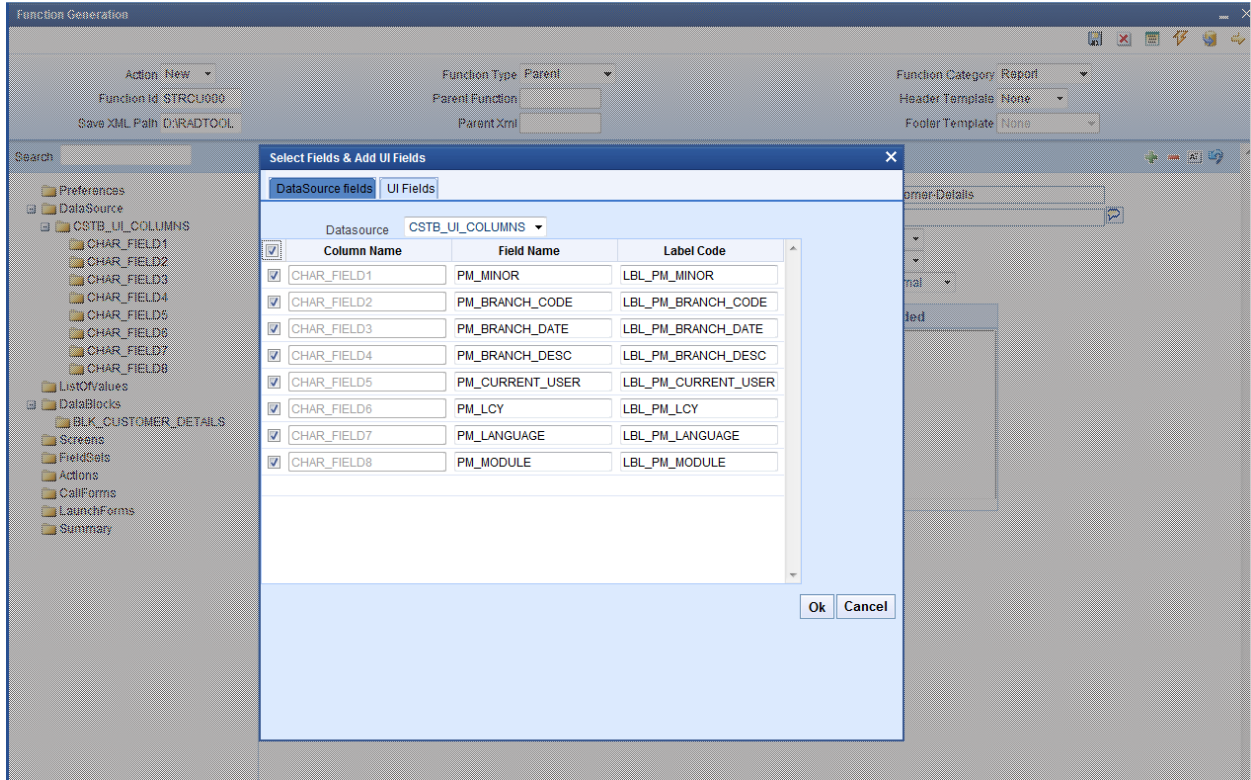 Function Generation
Action New
Function Type Parent
Function Category Report
Function Id STRCU000
Parent Function
Header Template None
Save XML Path D:\RADTOOL
Parent Xml
Footer Template None
Search
Preferences
DataSource
CSTB_UI_COLUMNS
CHAR_FIELD1
CHAR_FIELD2
CHAR_FIELD3
CHAR_FIELD4
CHAR_FIELD5
CHAR_FIELD6
CHAR_FIELD7
CHAR_FIELD8
ListOfValues
DataBlocks
BLK_CUSTOMER_DETAILS
Screens
FieldSets
Actions
CallForms
LaunchForms
Summary
Select Fields & Add UI Fields
DataSource fields UI Fields
Datasource CSTB_UI_COLUMNS
Column Name Field Name Label Code
CHAR_FIELD1 PM_MINOR LBL_PM_MINOR
CHAR_FIELD2 PM_BRANCH_CODE LBL_PM_BRANCH_CODE
CHAR_FIELD3 PM_BRANCH_DATE LBL_PM_BRANCH_DATE
CHAR_FIELD4 PM_BRANCH_DESC LBL_PM_BRANCH_DESC
CHAR_FIELD5 PM_CURRENT_USER LBL_PM_CURRENT_USER
CHAR_FIELD6 PM_LCY LBL_PM_LCY
CHAR_FIELD7 PM_LANGUAGE LBL_PM_LANGUAGE
CHAR_FIELD8 PM_MODULE LBL_PM_MODULE
Ok Cancel
omer-Details
mal
ded